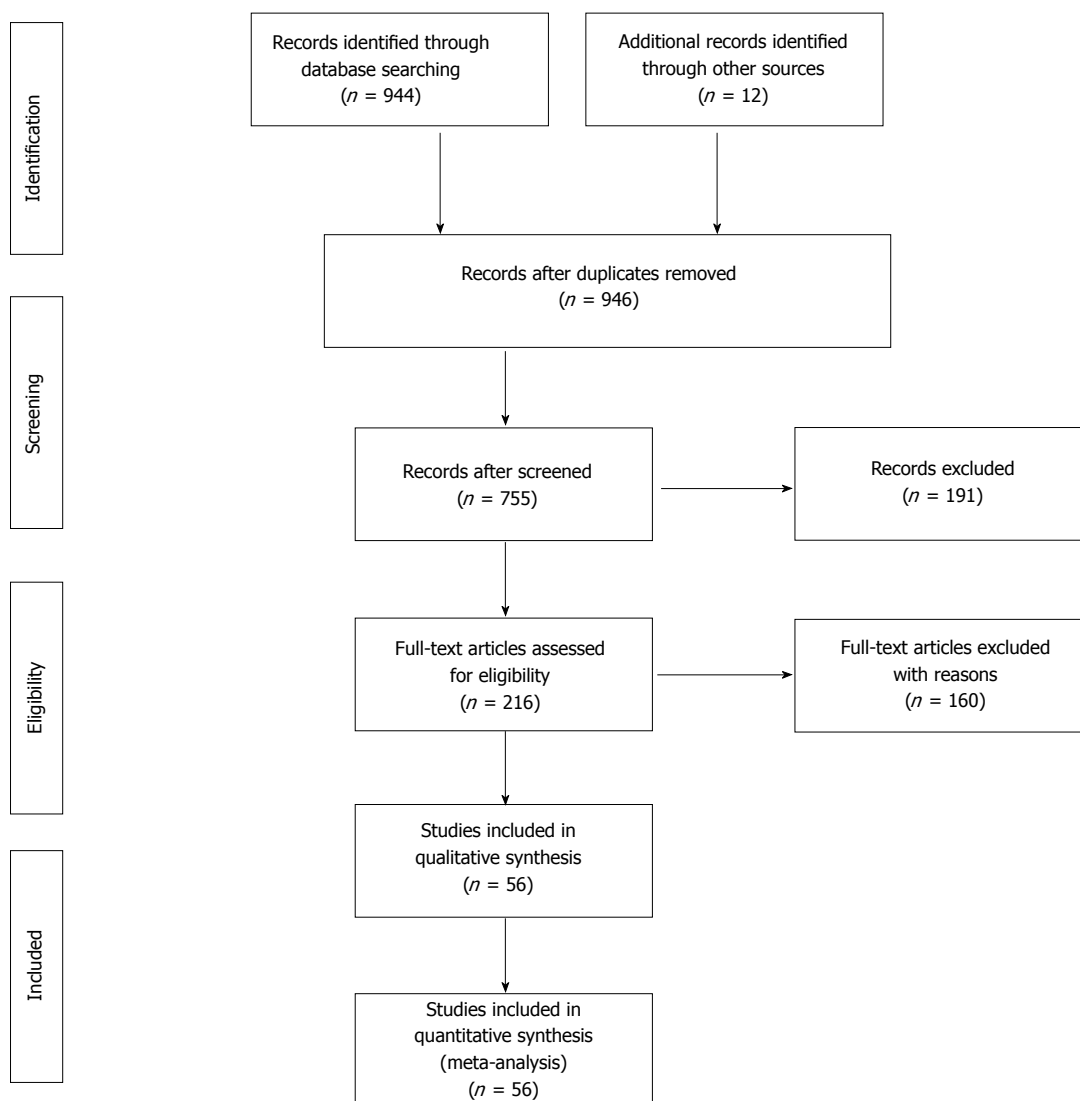 Identification
Records identified through
database searching
(n = 944)
Additional records identified
through other sources
(n = 12)
Records after duplicates removed
(n = 946)
Screening
Records after screened
(n = 755)
Records excluded
(n = 191)
Eligibility
Full-text articles assessed
for eligibility
(n = 216)
Full-text articles excluded
with reasons
(n = 160)
Included
Studies included in
qualitative synthesis
(n = 56)
Studies included in
quantitative synthesis
(meta-analysis)
(n = 56)